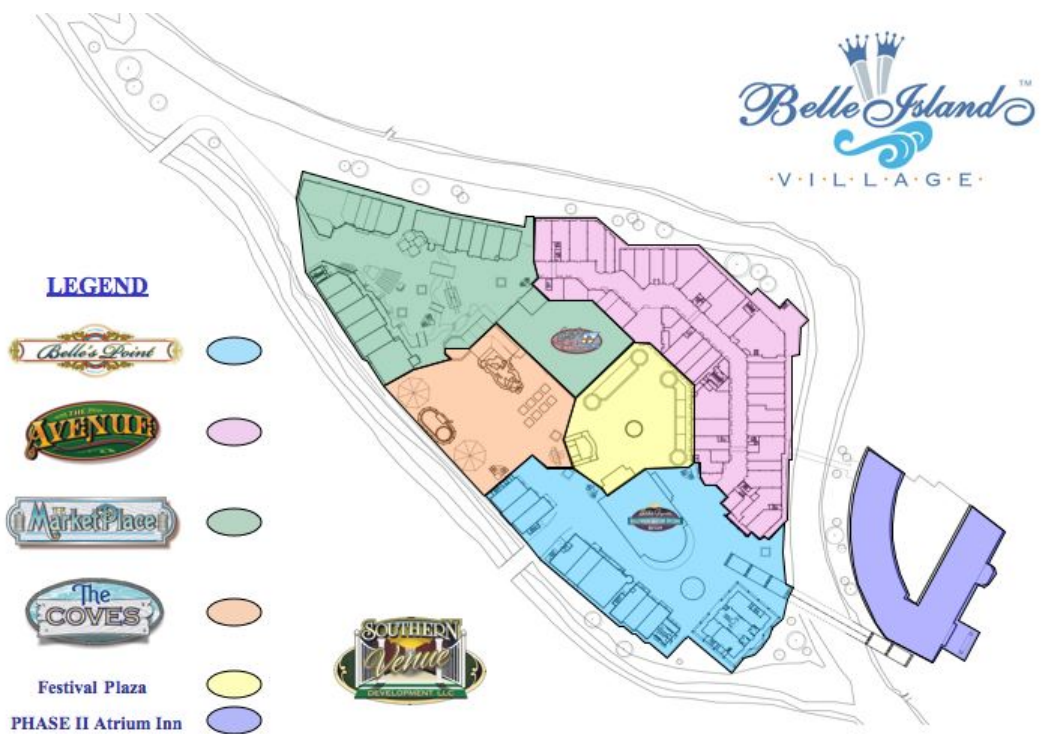 Belle Island ™
V·I·L·L·A·G·E
LEGEND
Belle's Point
THE
AVENUE
THE
MarketPlace
The
COVES
Festival Plaza
PHASE II Atrium Inn
SOUTHERN
Venue
DEVELOPMENT LLC